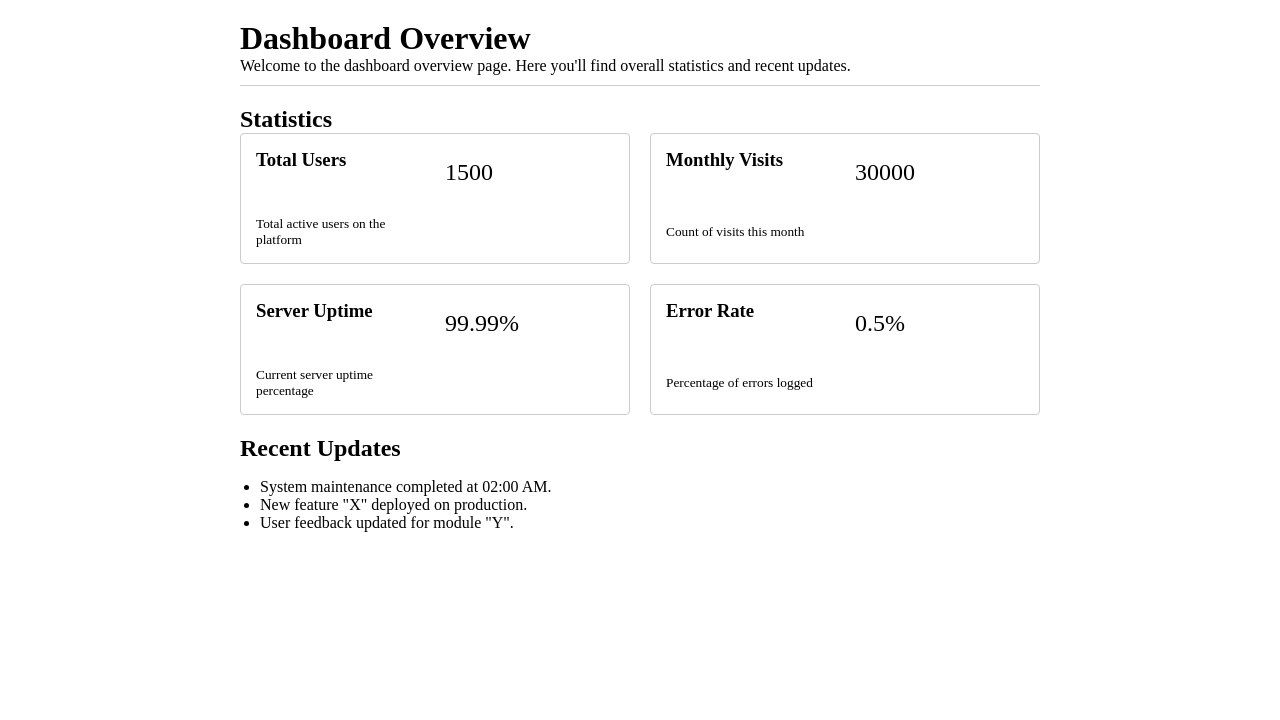 Dashboard Overview
Welcome to the dashboard overview page. Here you'll find overall statistics and recent updates.
Statistics
Total Users
1500
Total active users on the
platform
Monthly Visits
30000
Count of visits this month
Server Uptime
99.99%
Current server uptime
percentage
Error Rate
0.5%
Percentage of errors logged
Recent Updates
• System maintenance completed at 02:00 AM.
• New feature "X" deployed on production.
• User feedback updated for module "Y".